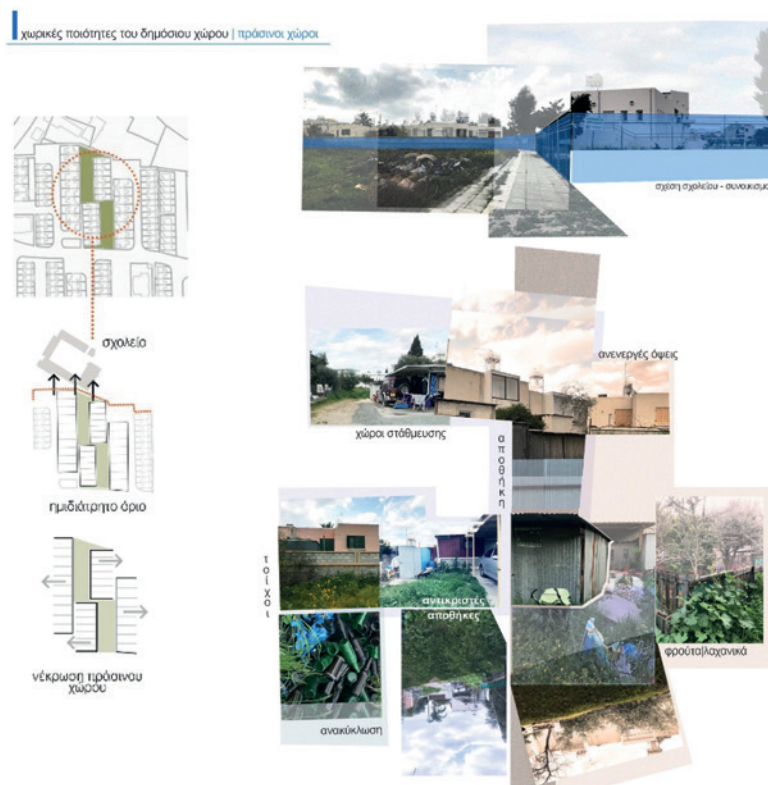 χωρικές ποιότητες του δημόσιου χώρου | πράσινοι χώροι
σχέση σχολείου - συνοικισμού
σχολείο
ανενεργές όψεις
χώροι στάθμευσης
αποθήκη
ημιδιάτρητο όριο
τοίχοι
αντικριστές
αποθήκες
φρούτα|λαχανικά
νέκρωση πράσινου
χώρου
ανακύκλωση